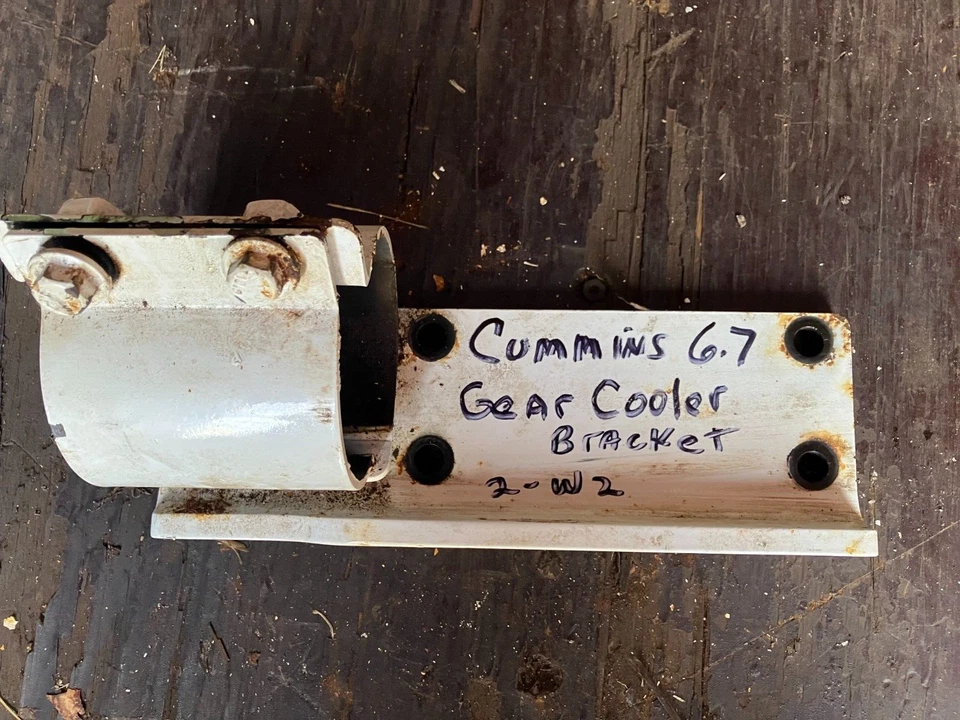 Cummins 6.7
Gear Cooler
Bracket
2-W2